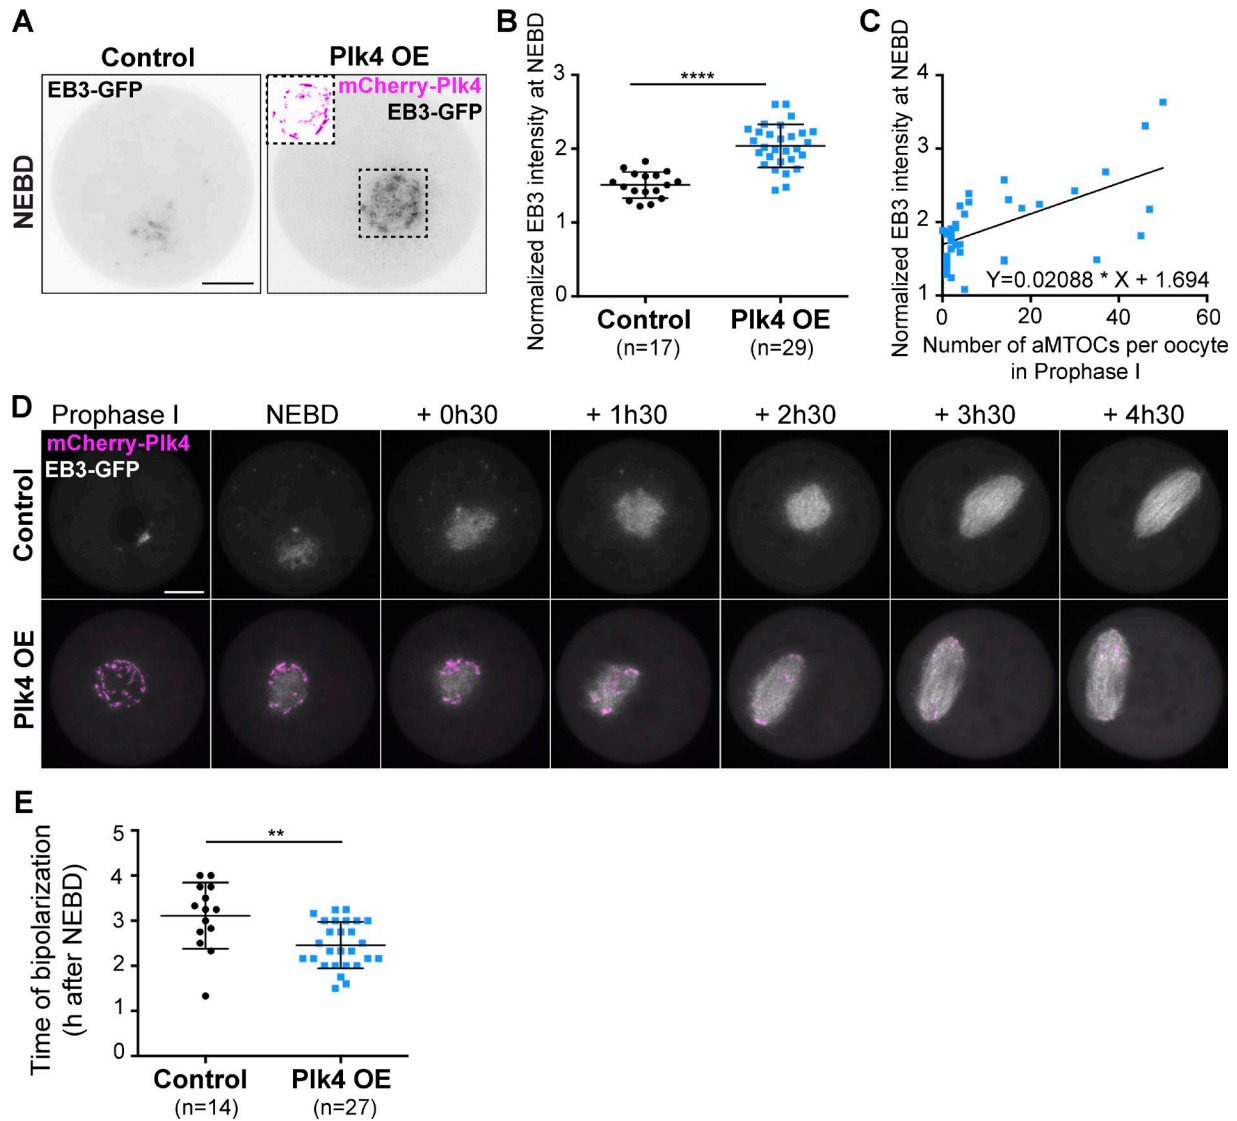 A
Control
Plk4 OE
EB3-GFP
mCherry-Plk4
EB3-GFP
NEBD
B
Normalized EB3 intensity at NEBD
3
2
1
0
****
Control
(n=17)
Plk4 OE
(n=29)
C
Normalized EB3 intensity at NEBD
4
3
2
1
Y=0.02088 * X + 1.694
0
20
40
60
Number of aMTOCs per oocyte
in Prophase I
D
Prophase I
NEBD
+ 0h30
+ 1h30
+ 2h30
+ 3h30
+ 4h30
mCherry-Plk4
EB3-GFP
Control
Plk4 OE
E
Time of bipolarization
(h after NEBD)
5
4
3
2
1
0
**
Control
(n=14)
Plk4 OE
(n=27)